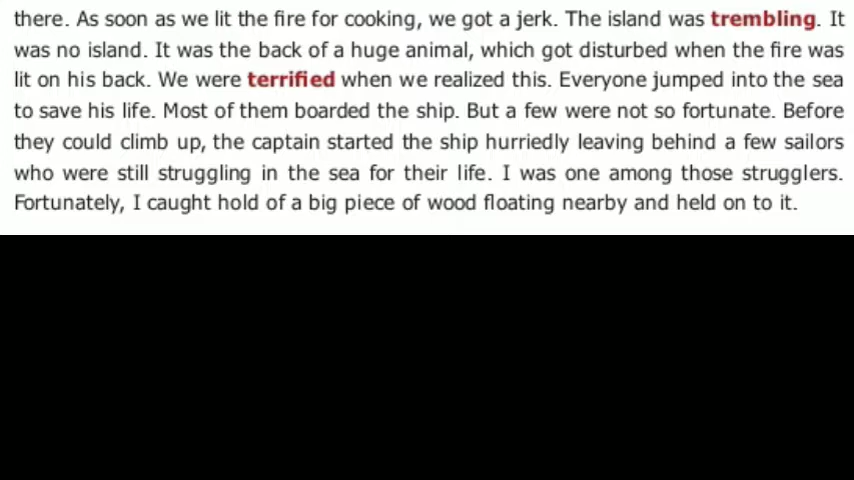 there. As soon as we lit the fire for cooking, we got a jerk. The island was trembling. It
was no island. It was the back of a huge animal, which got disturbed when the fire was
lit on his back. We were terrified when we realized this. Everyone jumped into the sea
to save his life. Most of them boarded the ship. But a few were not so fortunate. Before
they could climb up, the captain started the ship hurriedly leaving behind a few sailors
who were still struggling in the sea for their life. I was one among those strugglers.
Fortunately, I caught hold of a big piece of wood floating nearby and held on to it.